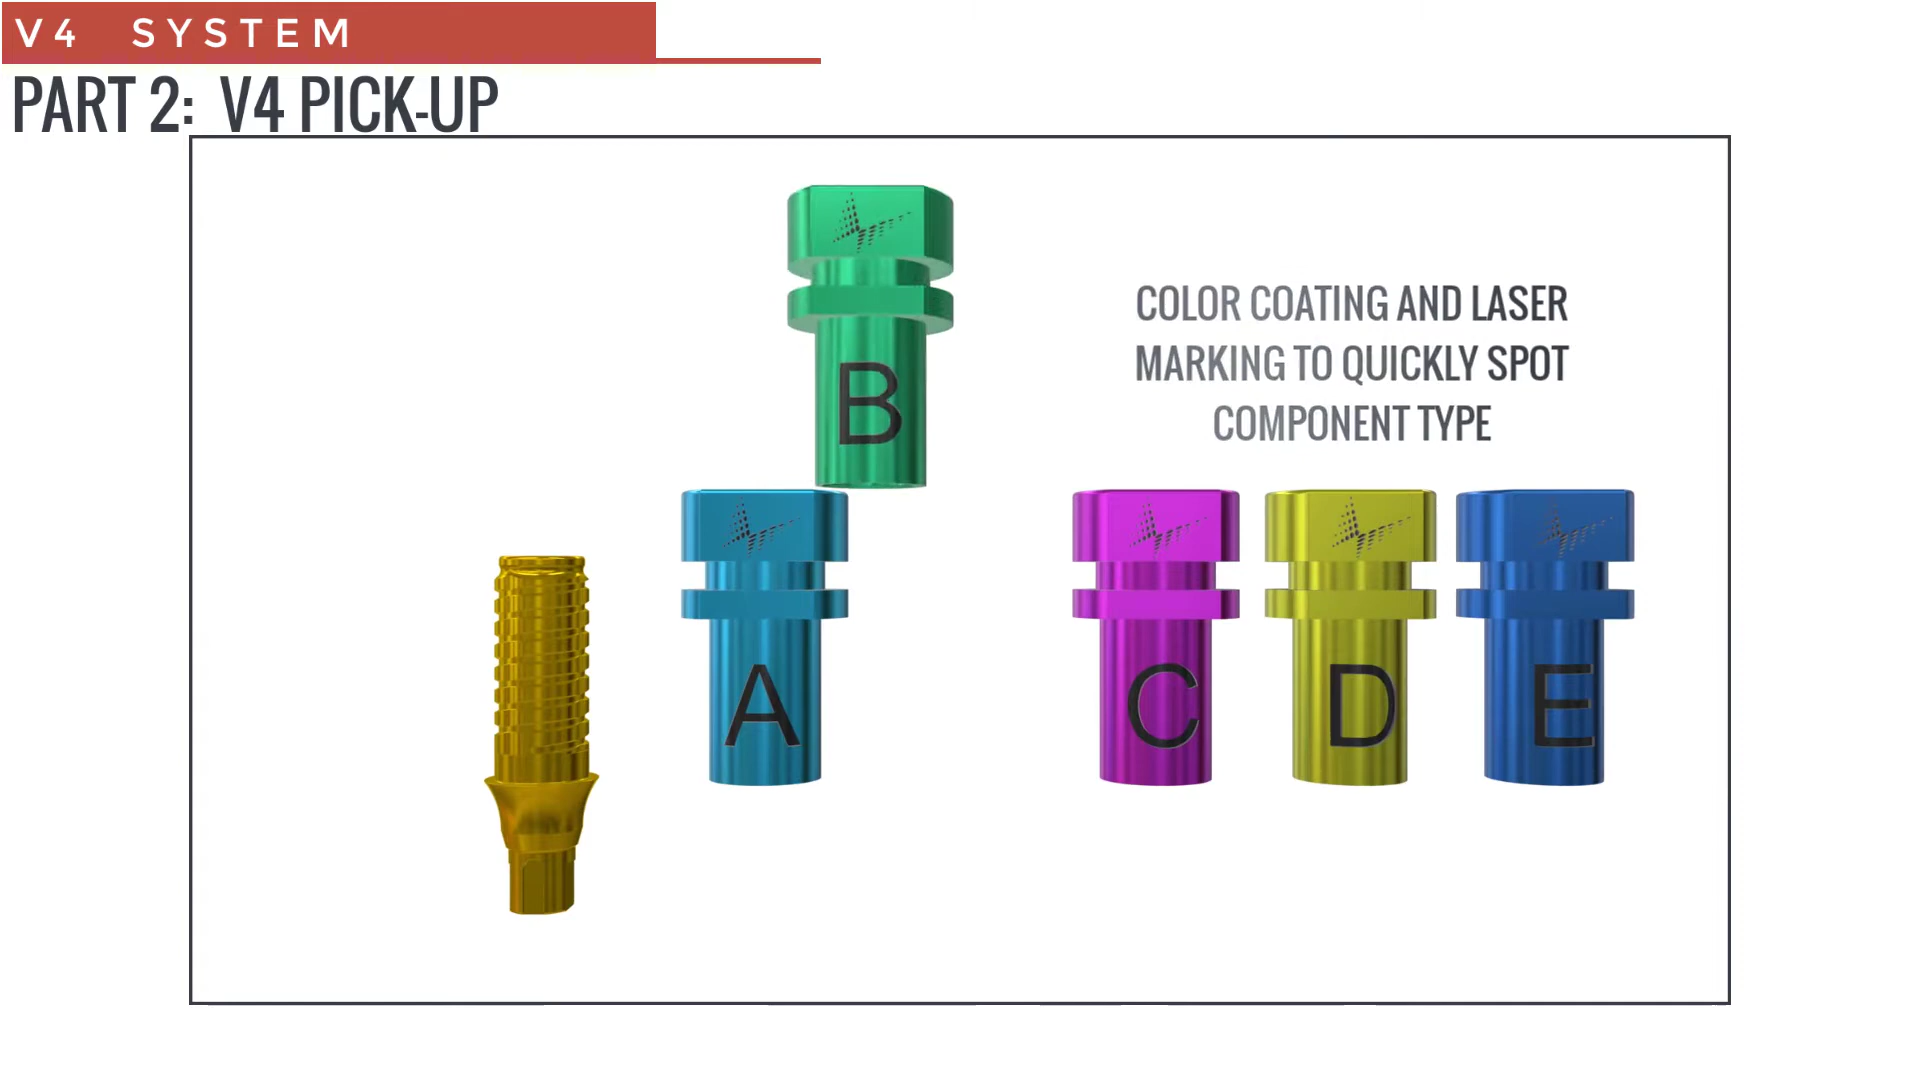 V4 SYSTEM
PART 2: V4 PICK-UP
B
COLOR COATING AND LASER
MARKING TO QUICKLY SPOT
COMPONENT TYPE
A
C
D
E